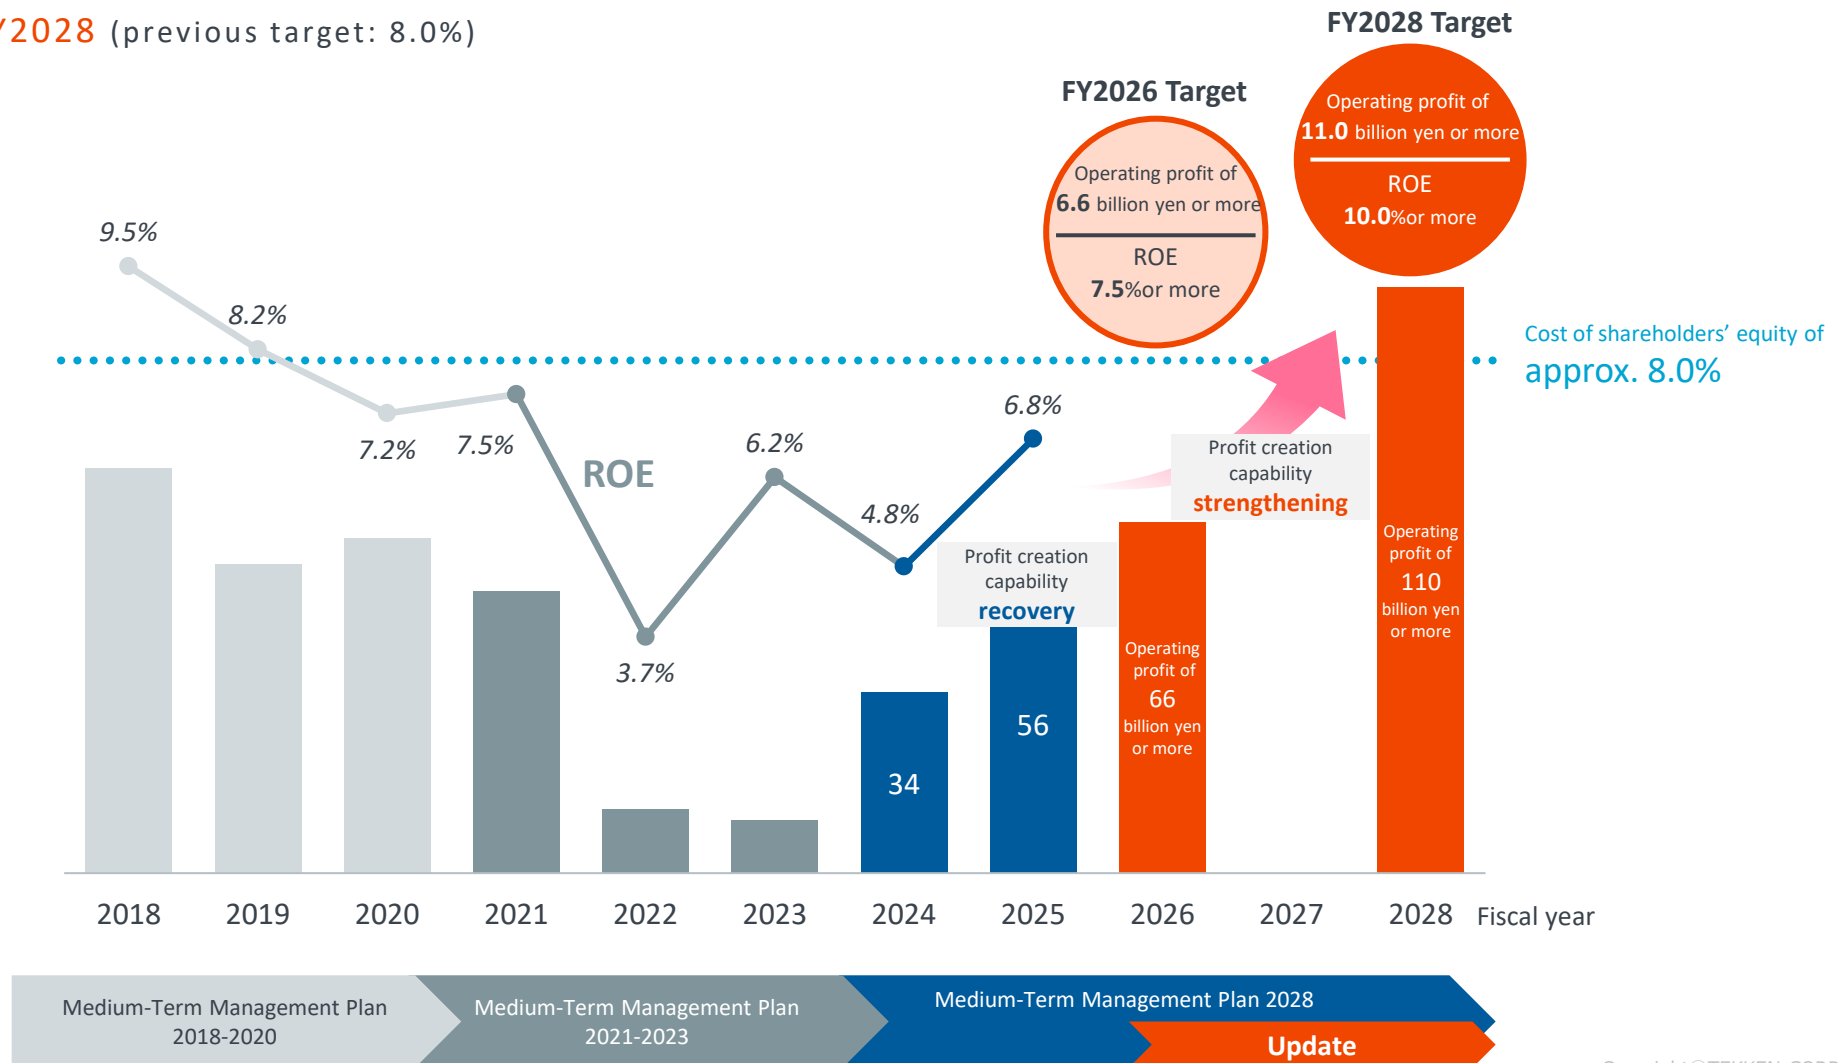 Y2028 (previous target: 8.0%)
FY2028 Target
FY2026 Target
Operating profit of
11.0 billion yen or more
ROE
10.0%or more
Operating profit of
6.6 billion yen or more
ROE
7.5%or more
9.5%
8.2%
7.2%
7.5%
ROE
3.7%
6.2%
4.8%
6.8%
Cost of shareholders' equity of
approx. 8.0%
Profit creation
capability
strengthening
Profit creation
capability
recovery
34
56
Operating
profit of
66
billion yen
or more
Operating
profit of
110
billion yen
or more
2018 2019 2020 2021 2022 2023 2024 2025 2026 2027 2028 Fiscal year
Medium-Term Management Plan
2018-2020
Medium-Term Management Plan
2021-2023
Medium-Term Management Plan 2028
Update